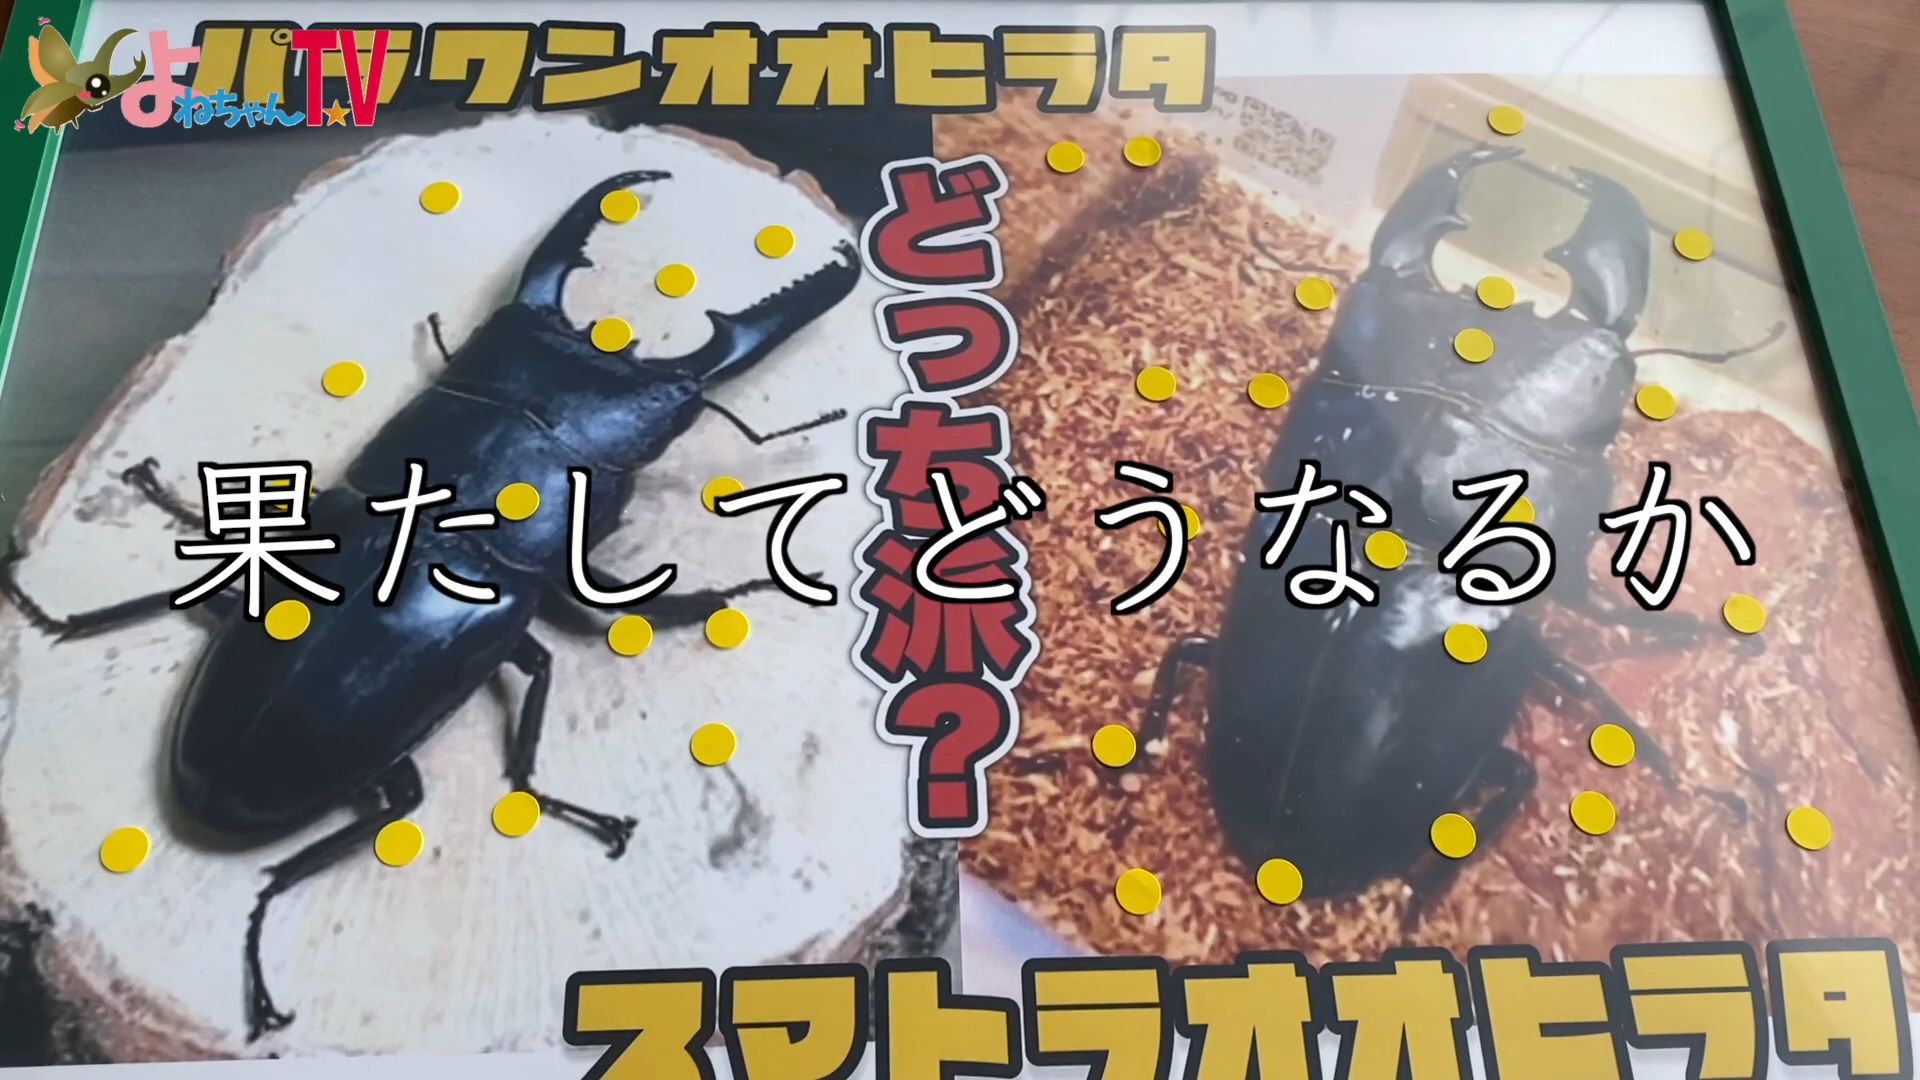 よねちゃんTV
パラワンオオヒラタ
どっち派?
果たしてどうなるか
スマトラオオヒラタ